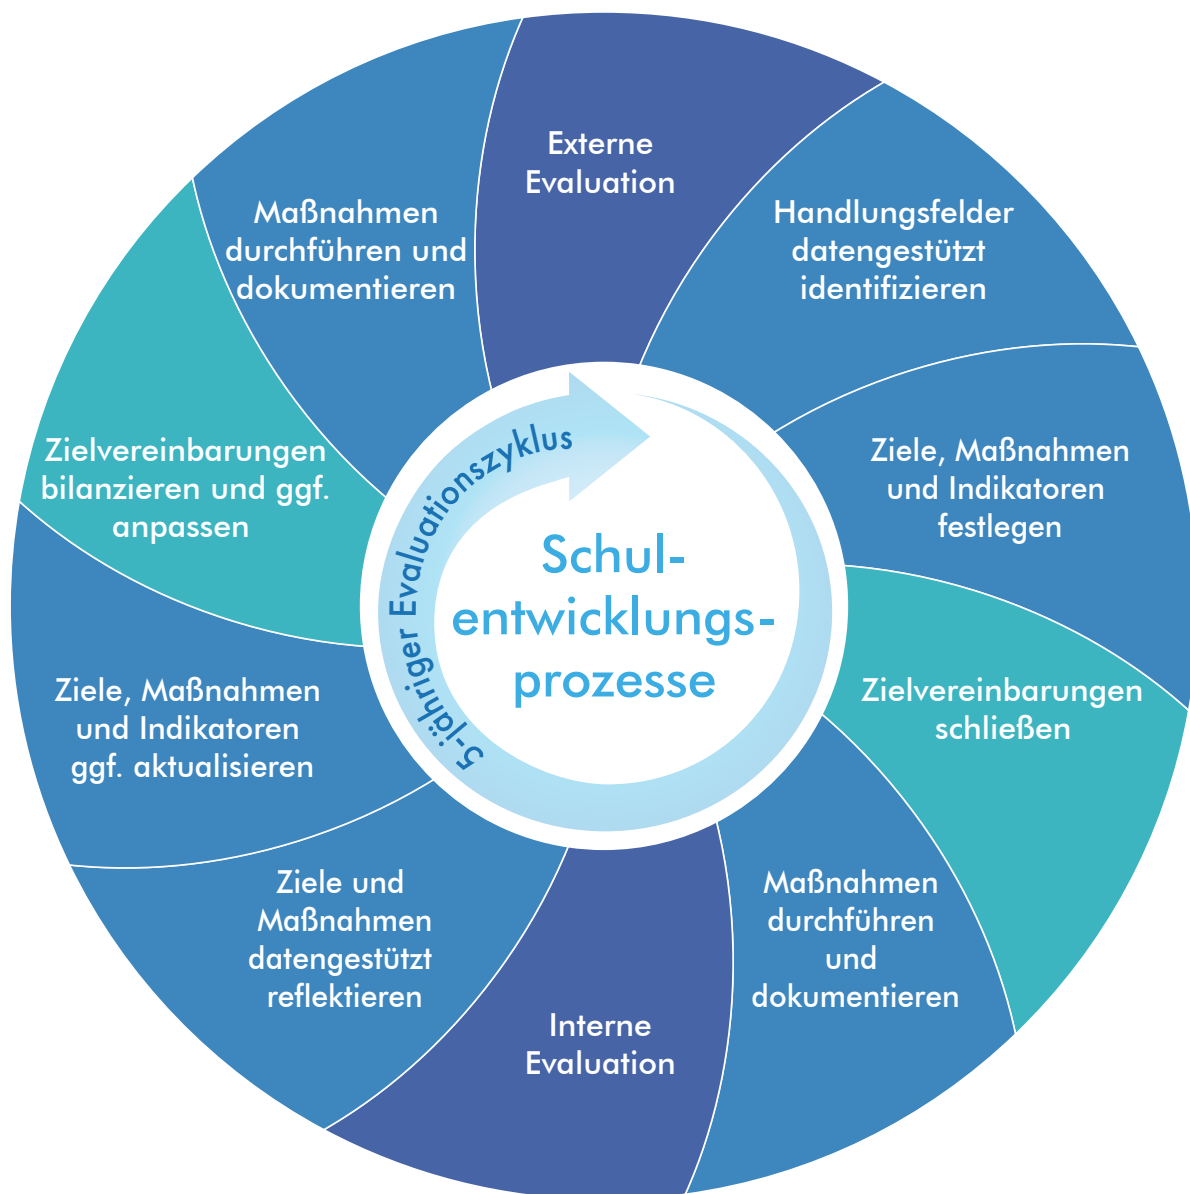 Externe
Evaluation
Handlungsfelder
datengestützt
identifizieren
Ziele, Maßnahmen
und Indikatoren
festlegen
Zielvereinbarungen
schließen
Maßnahmen
durchführen
und
dokumentieren
Interne
Evaluation
Ziele und
Maßnahmen
datengestützt
reflektieren
Ziele, Maßnahmen
und Indikatoren
ggf. aktualisieren
Zielvereinbarungen
bilanzieren und ggf.
anpassen
Maßnahmen
durchführen und
dokumentieren
5-jähriger Evaluationszyklus
Schul-
entwicklungs-
prozesse